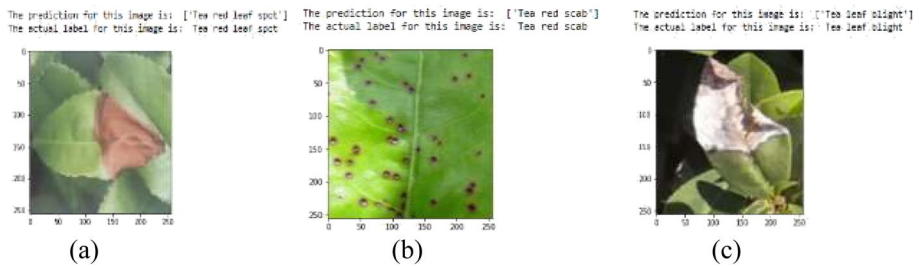 The prediction for this image is: ['Tea red leaf spot']
The actual label for this image is: Tea red leaf spot
0
50
100
150
200
250
0 50 100 150 200 250
(a)
The prediction for this image is: ['Tea red scab']
The actual label for this image is: Tea red scab
0
50
100
150
200
250
0 50 100 150 200 250
(b)
The prediction for this image is: ['Tea leaf blight']
The actual label for this image is: Tea leaf blight
0
50
100
150
200
250
0 50 100 150 200 250
(c)